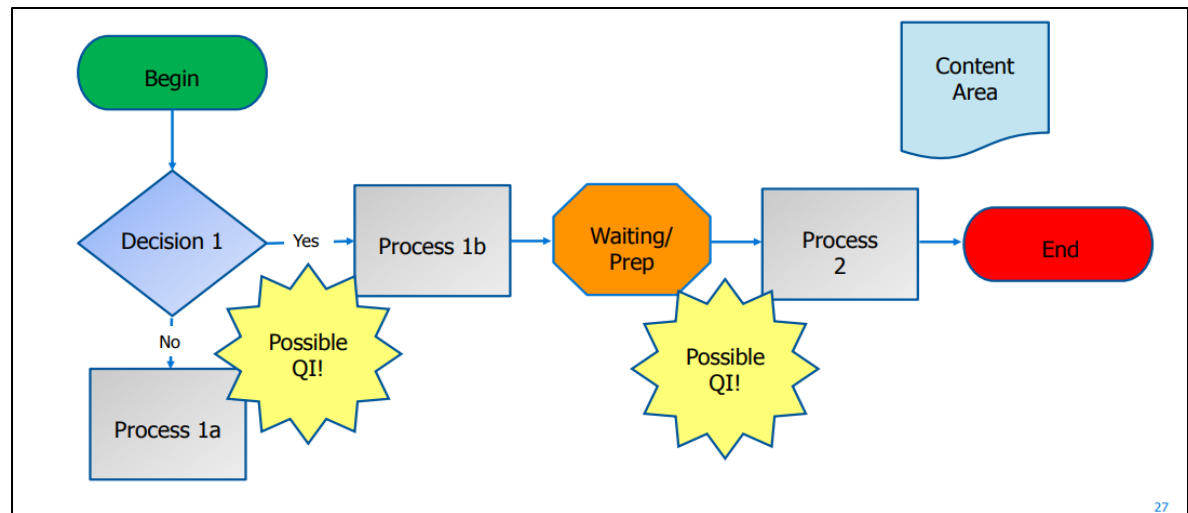 Begin
Content
Area
Decision 1
Yes
Process 1b
Waiting/
Prep
Process
2
End
No
Possible
QI!
Possible
QI!
Process 1a
27